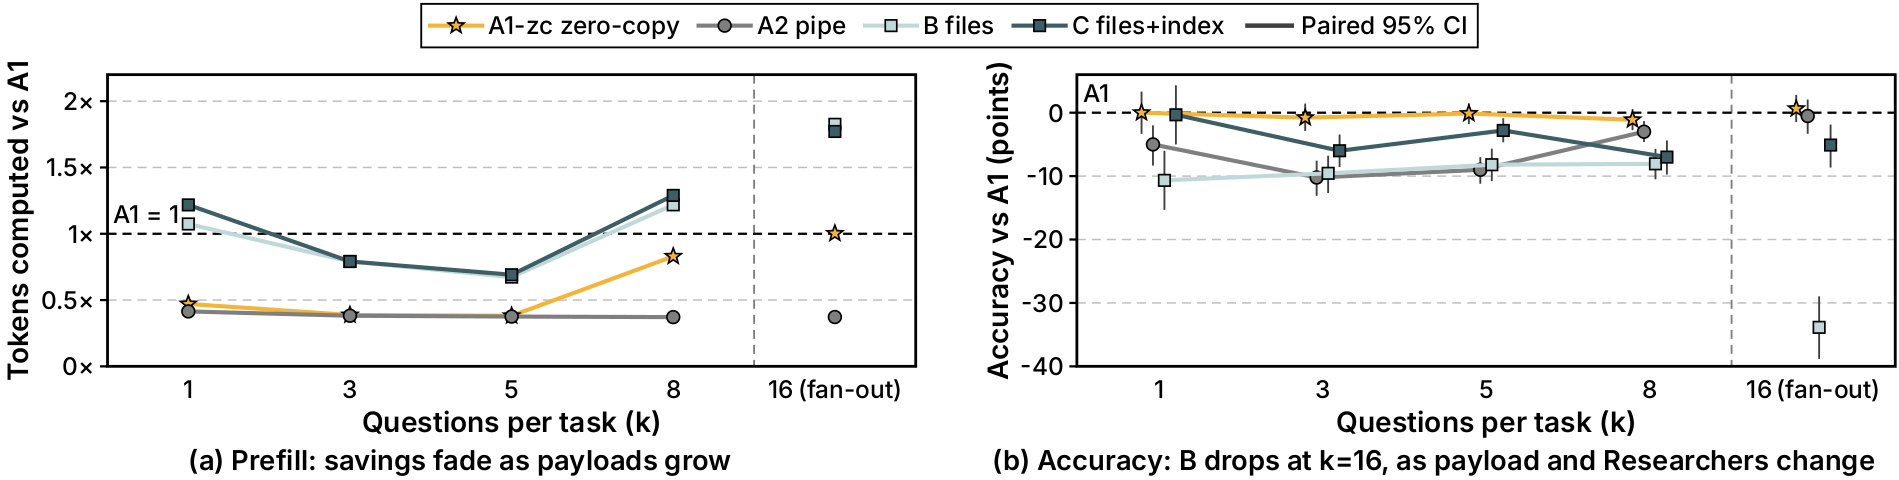 A1-zc zero-copy A2 pipe B files C files+index Paired 95% CI
Tokens computed vs A1
2×
1.5×
1×
0.5×
0×
A1 = 1
1 3 5 8 16 (fan-out)
Questions per task (k)
(a) Prefill: savings fade as payloads grow
Accuracy vs A1 (points)
A1
0
-10
-20
-30
-40
1 3 5 8 16 (fan-out)
Questions per task (k)
(b) Accuracy: B drops at k=16, as payload and Researchers change